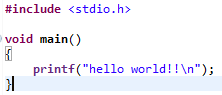 #include <stdio.h>
void main()
{
    printf("hello world!!\n");
}